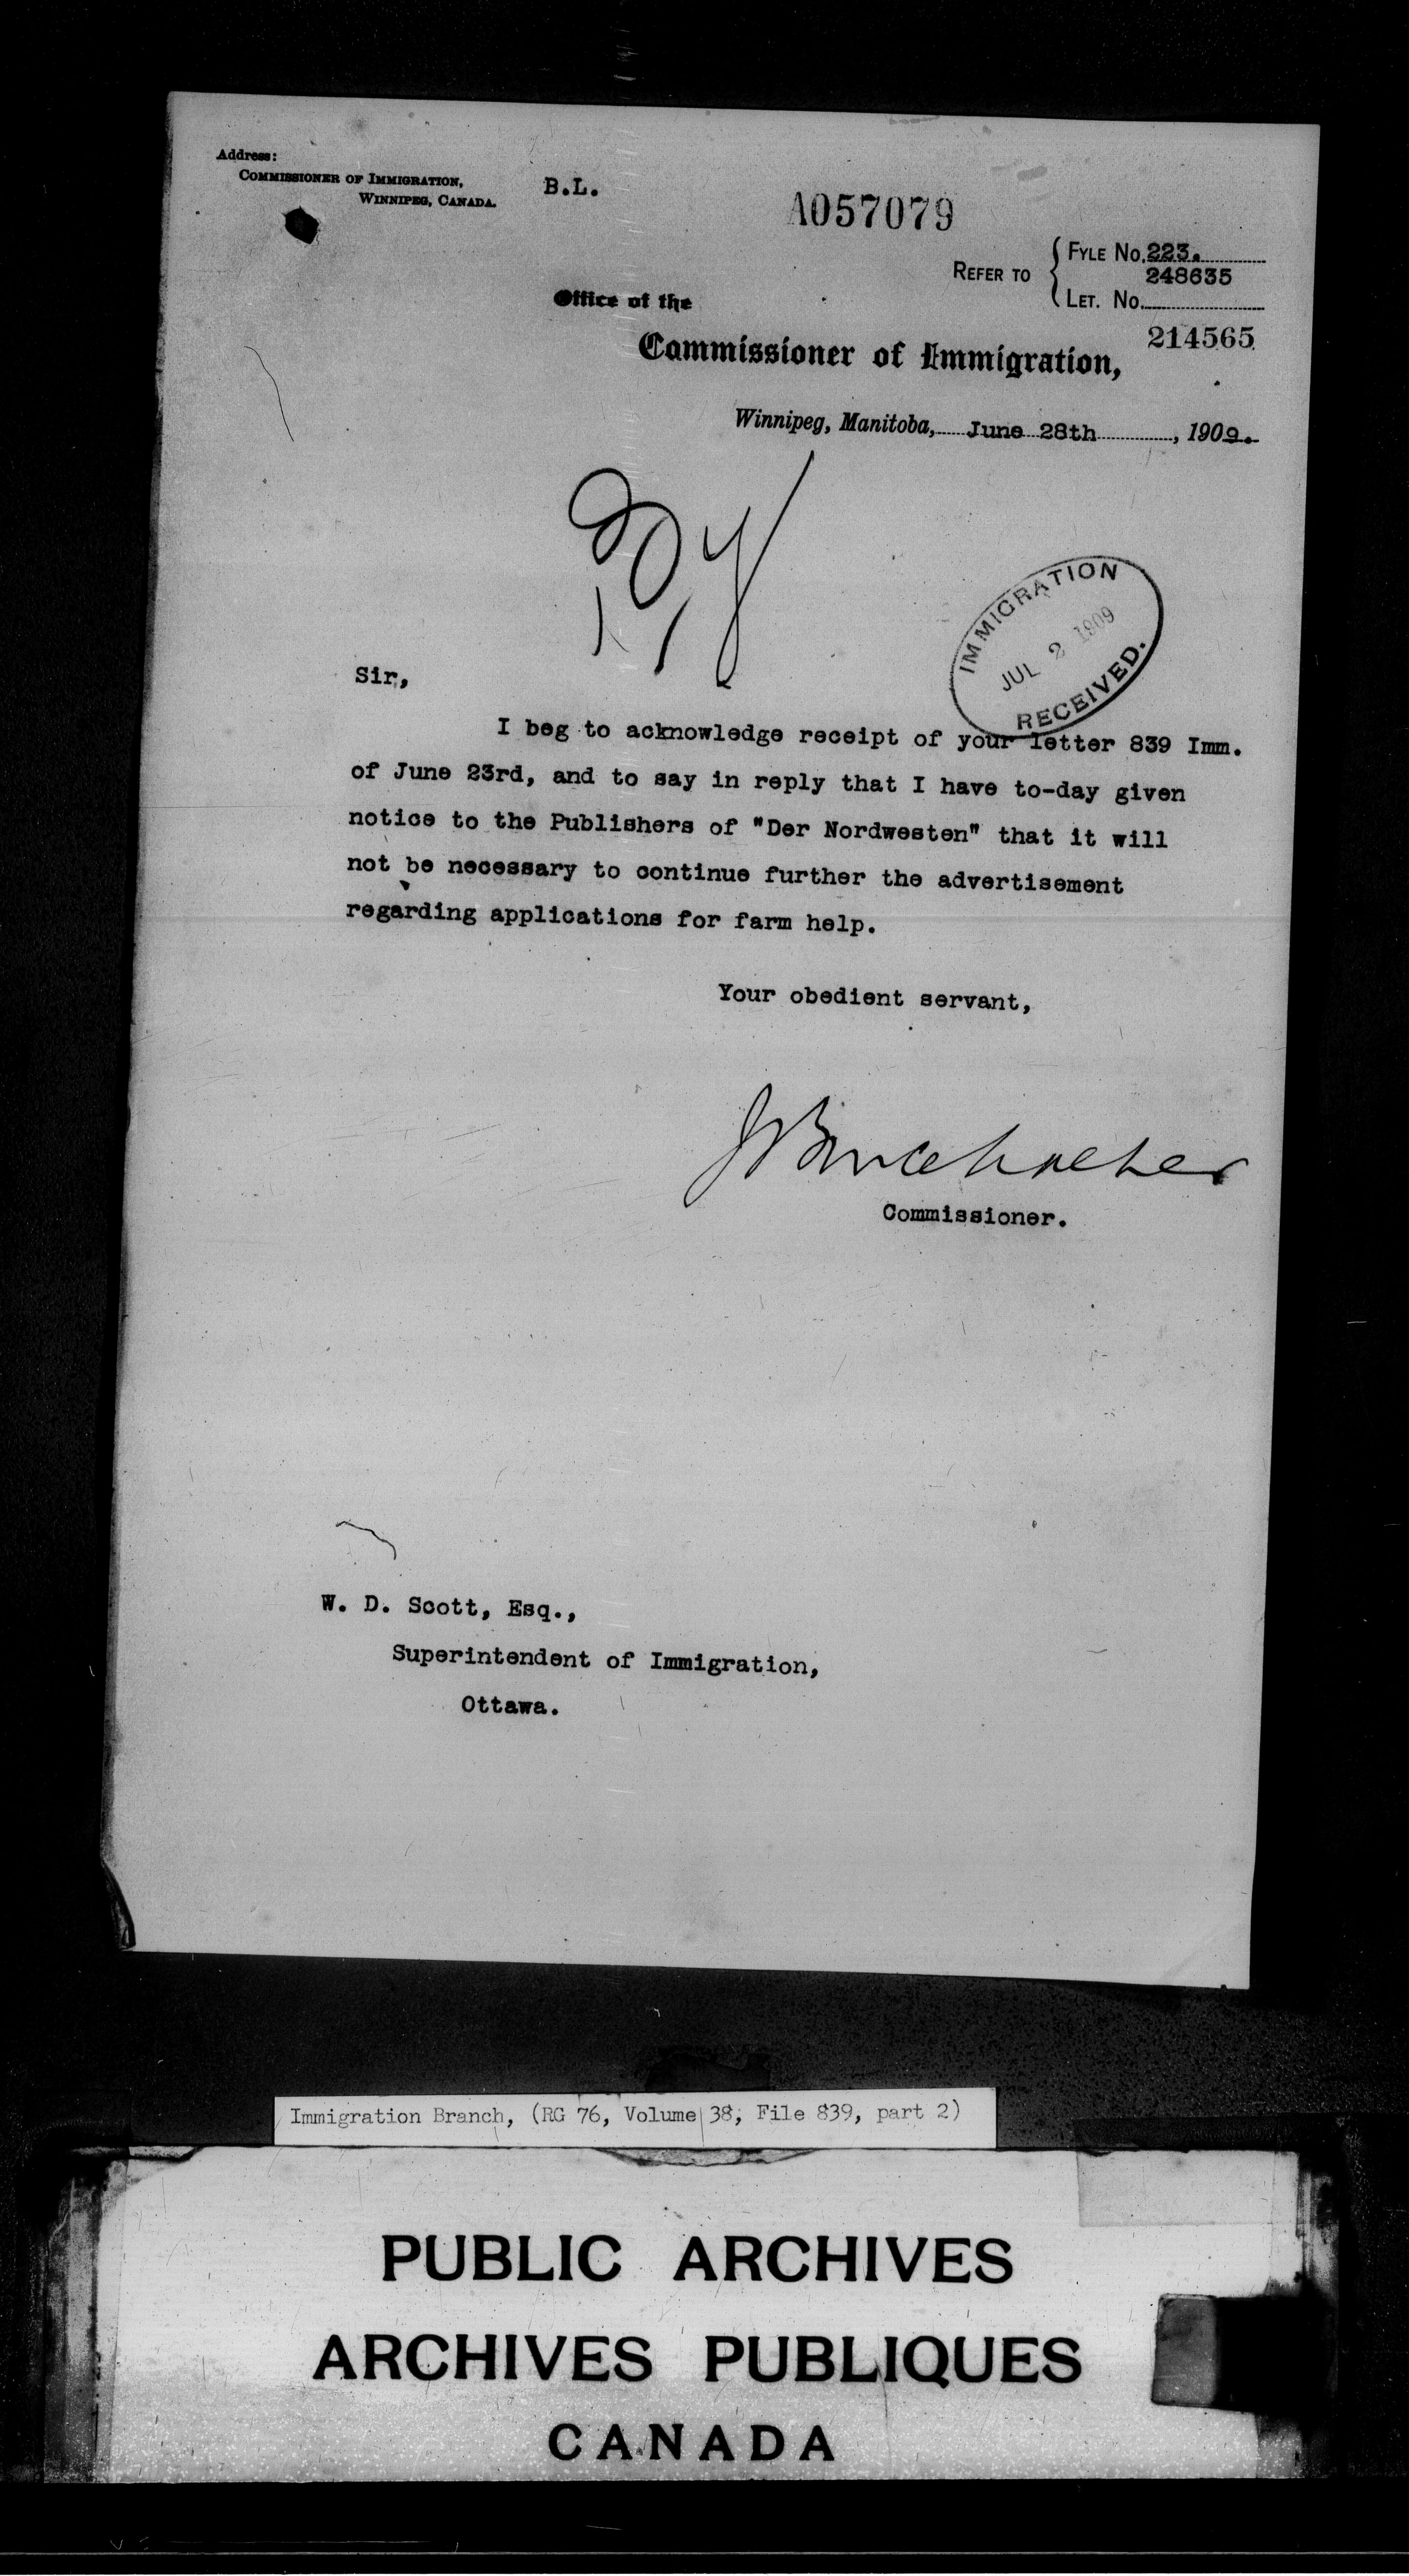 Address:
COMMISSIONER OF IMMIGRATION,
WINNIPEG, CANADA.
B.L.
A057079
REFER TO
FYLE No. 223.
248635
LET. No.
214565
Office of the
Commissioner of Immigration,
Winnipeg, Manitoba, June 28th, 1909.
IMMIGRATION
JUL 2 1909
RECEIVED.
Sir,
I beg to acknowledge receipt of your letter 839 Imm.
of June 23rd, and to say in reply that I have to-day given
notice to the Publishers of "Der Nordwesten" that it will
not be necessary to continue further the advertisement
regarding applications for farm help.
Your obedient servant,
J Bruce Walker
Commissioner.
W. D. Scott, Esq.,
Superintendent of Immigration,
Ottawa.
Immigration Branch, (RG 76, Volume 38, File 839, part 2)
PUBLIC ARCHIVES
ARCHIVES PUBLIQUES
CANADA